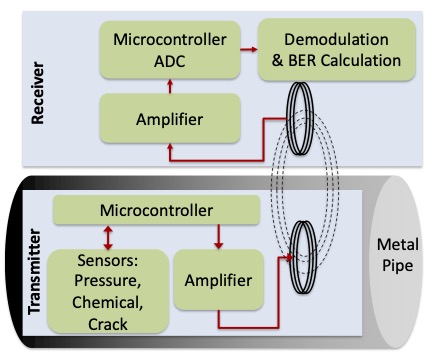 Receiver
Microcontroller
ADC
Demodulation
& BER Calculation
Amplifier
Transmitter
Microcontroller
Sensors:
Pressure,
Chemical,
Crack
Amplifier
Metal
Pipe